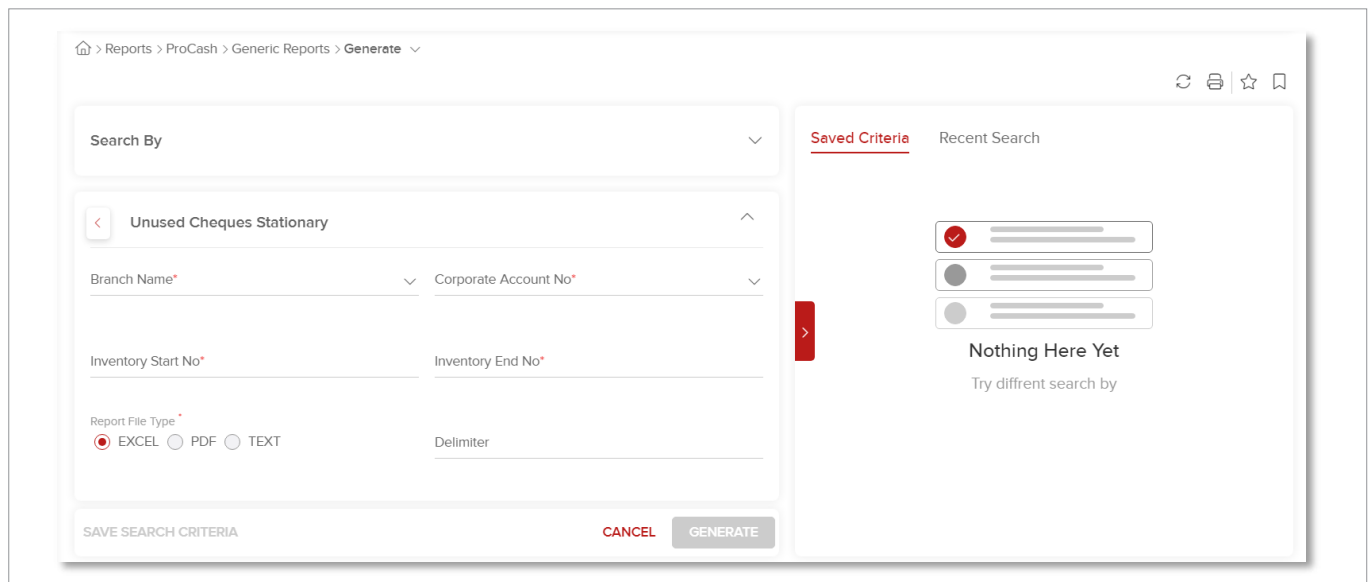 > Reports > ProCash > Generic Reports > Generate
Search By
Unused Cheques Stationary
Branch Name*
Corporate Account No*
Inventory Start No*
Inventory End No*
Report File Type *
EXCEL PDF TEXT
Delimiter
SAVE SEARCH CRITERIA CANCEL GENERATE
Saved Criteria Recent Search
Nothing Here Yet
Try diffrent search by